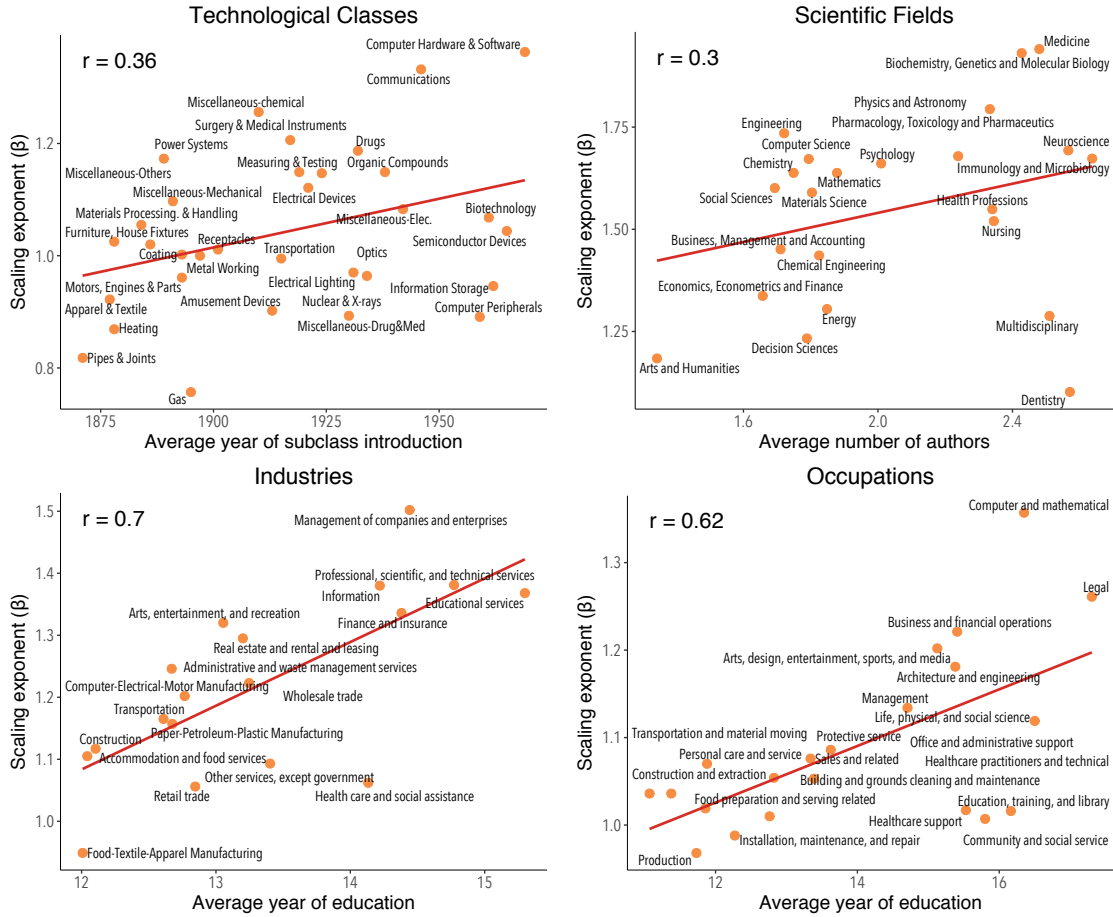 Technological Classes
r = 0.36
Computer Hardware & Software
Communications
Miscellaneous-chemical
Surgery & Medical Instruments
Power Systems
Drugs
Miscellaneous-Others
Measuring & Testing
Organic Compounds
Miscellaneous-Mechanical
Electrical Devices
Materials Processing. & Handling
Miscellaneous-Elec.
Biotechnology
Furniture, House Fixtures
Receptacles
Semiconductor Devices
Coating
Transportation
Optics
Metal Working
Motors, Engines & Parts
Electrical Lighting
Information Storage
Apparel & Textile
Amusement Devices
Nuclear & X-rays
Computer Peripherals
Heating
Miscellaneous-Drug&Med
Pipes & Joints
Gas
Scaling exponent (β)
1.2
1.0
0.8
1875
1900
1925
1950
Average year of subclass introduction
Scientific Fields
r = 0.3
Medicine
Biochemistry, Genetics and Molecular Biology
Physics and Astronomy
Engineering
Pharmacology, Toxicology and Pharmaceutics
Computer Science
Neuroscience
Chemistry
Psychology
Immunology and Microbiology
Mathematics
Social Sciences
Materials Science
Health Professions
Nursing
Business, Management and Accounting
Chemical Engineering
Economics, Econometrics and Finance
Energy
Multidisciplinary
Decision Sciences
Arts and Humanities
Dentistry
Scaling exponent (β)
1.75
1.50
1.25
1.6
2.0
2.4
Average number of authors
Industries
r = 0.7
Management of companies and enterprises
Professional, scientific, and technical services
Information
Educational services
Arts, entertainment, and recreation
Finance and insurance
Real estate and rental and leasing
Administrative and waste management services
Computer-Electrical-Motor Manufacturing
Wholesale trade
Transportation
Paper-Petroleum-Plastic Manufacturing
Construction
Accommodation and food services
Other services, except government
Retail trade
Health care and social assistance
Food-Textile-Apparel Manufacturing
Scaling exponent (β)
1.5
1.4
1.3
1.2
1.1
1.0
12
13
14
15
Average year of education
Occupations
r = 0.62
Computer and mathematical
Legal
Business and financial operations
Arts, design, entertainment, sports, and media
Architecture and engineering
Management
Life, physical, and social science
Transportation and material moving
Protective service
Office and administrative support
Personal care and service
Sales and related
Healthcare practitioners and technical
Construction and extraction
Building and grounds cleaning and maintenance
Food preparation and serving related
Education, training, and library
Healthcare support
Installation, maintenance, and repair
Community and social service
Production
Scaling exponent (β)
1.3
1.2
1.1
1.0
12
14
16
Average year of education